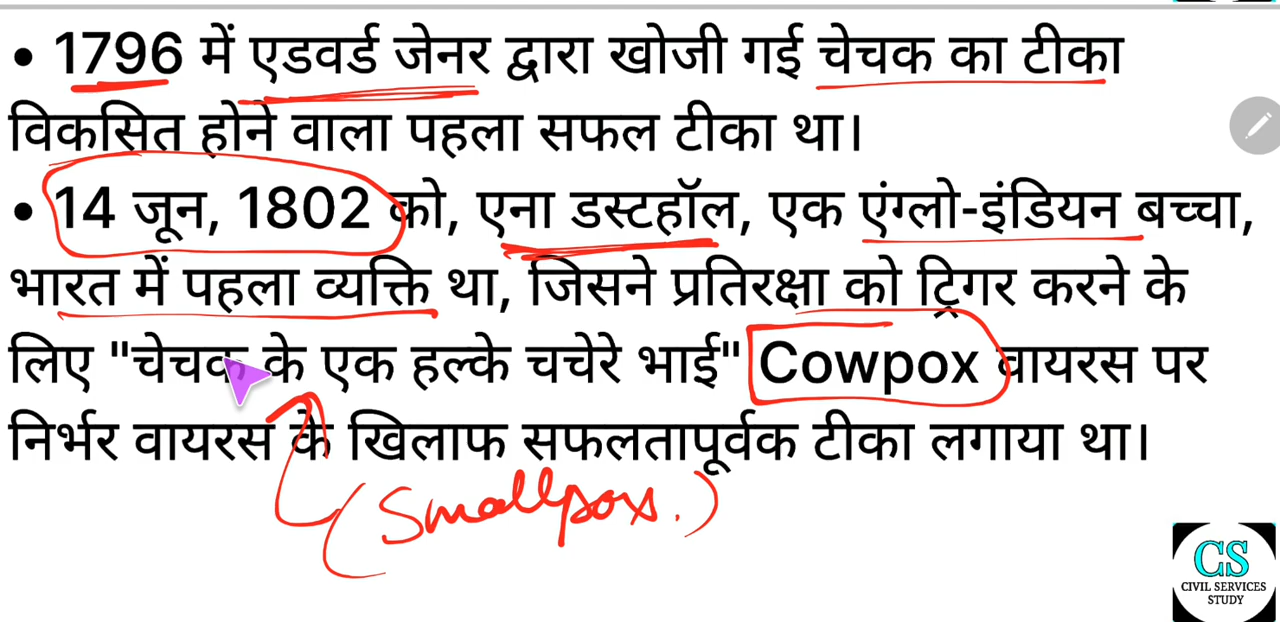 • 1796 में एडवर्ड जेनर द्वारा खोजी गई चेचक का टीका
विकसित होने वाला पहला सफल टीका था।
• 14 जून, 1802 को, एना डस्टहॉल, एक एंग्लो-इंडियन बच्चा,
भारत में पहला व्यक्ति था, जिसने प्रतिरक्षा को ट्रिगर करने के
लिए "चेचक के एक हल्के चचेरे भाई" Cowpox वायरस पर
निर्भर वायरस के खिलाफ सफलतापूर्वक टीका लगाया था।
(Smallpox.)
CS
CIVIL SERVICES
STUDY